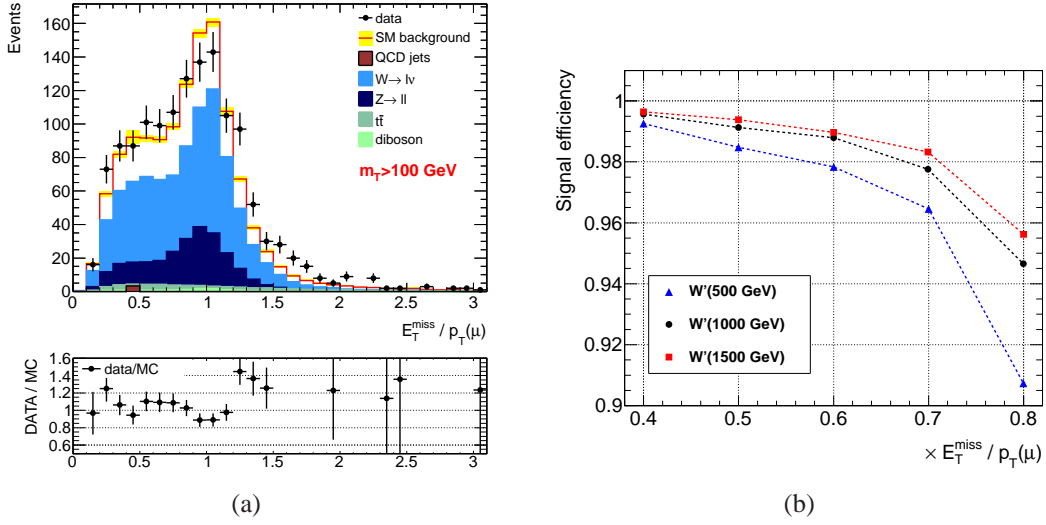 Events
160
140
120
100
80
60
40
20
0
data
SM background
QCD jets
W→ lν
Z→ ll
tt̄
diboson
m_T>100 GeV
0 0.5 1 1.5 2 2.5 3
E_T^miss / p_T(μ)
DATA / MC
1.6
1.4
1.2
1
0.8
0.6
data/MC
0 0.5 1 1.5 2 2.5 3
(a)
Signal efficiency
1
0.98
0.96
0.94
0.92
0.9
W'(500 GeV)
W'(1000 GeV)
W'(1500 GeV)
0.4 0.5 0.6 0.7 0.8
× E_T^miss / p_T(μ)
(b)